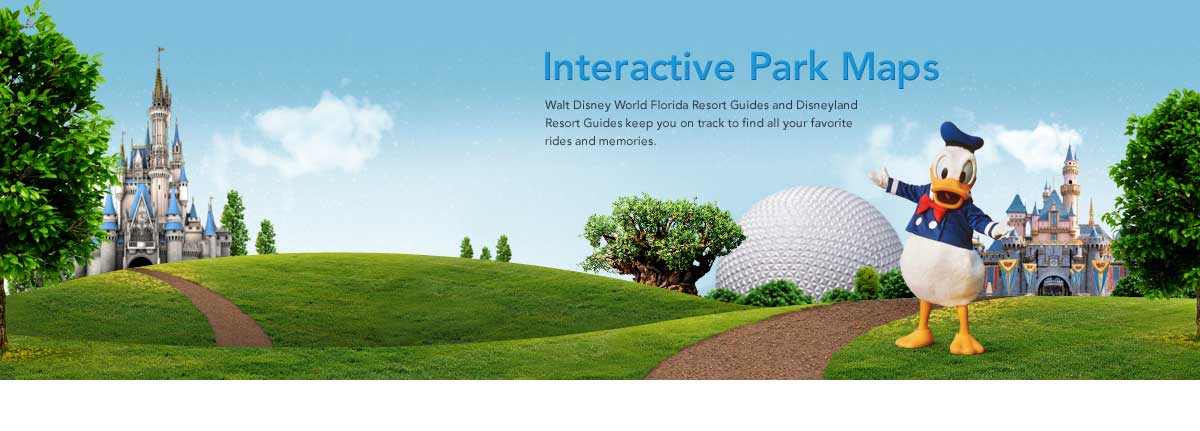 Interactive Park Maps
Walt Disney World Florida Resort Guides and Disneyland
Resort Guides keep you on track to find all your favorite
rides and memories.